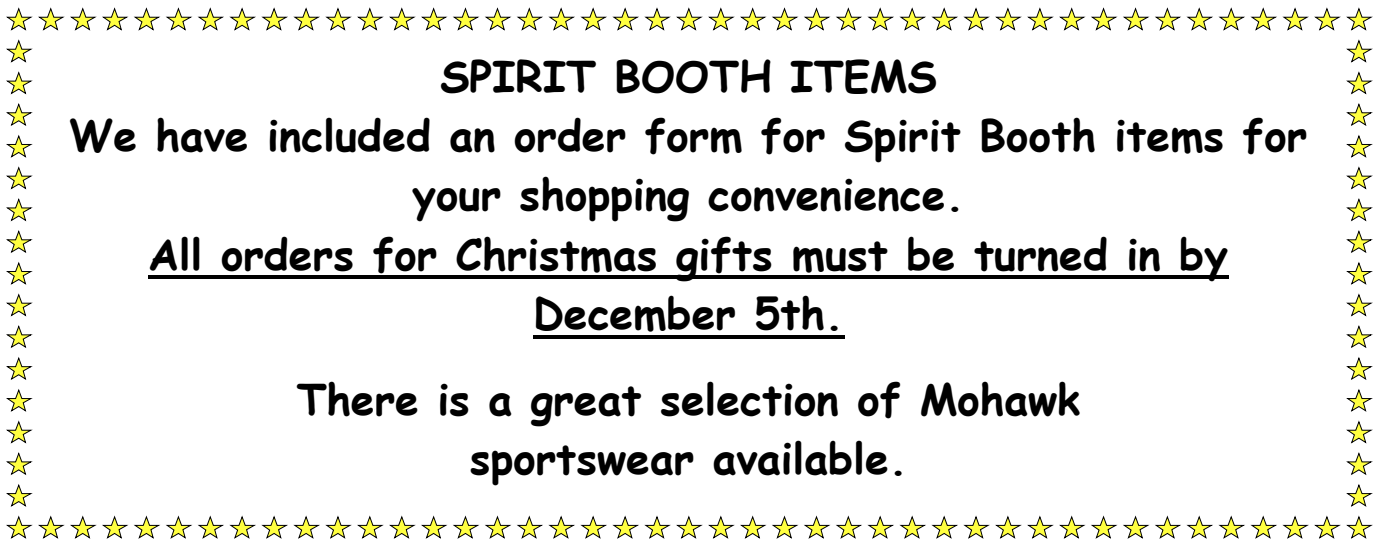 SPIRIT BOOTH ITEMS
We have included an order form for Spirit Booth items for
your shopping convenience.
All orders for Christmas gifts must be turned in by
December 5th.
There is a great selection of Mohawk
sportswear available.